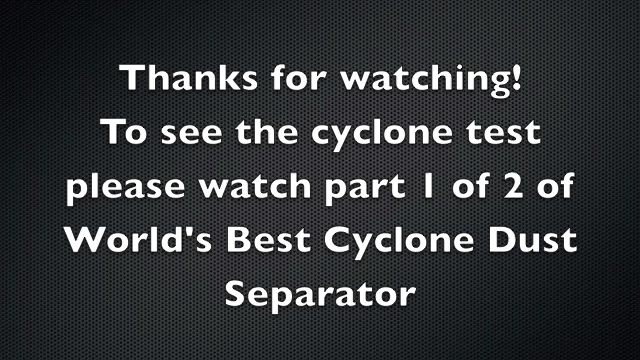 Thanks for watching!
To see the cyclone test
please watch part 1 of 2 of
World's Best Cyclone Dust
Separator